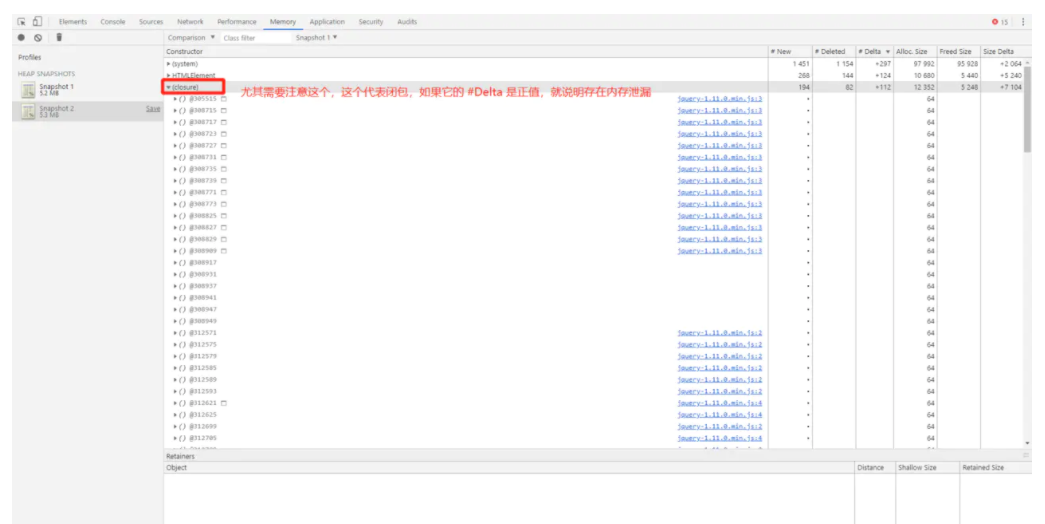 Elements Console Sources Network Performance Memory Application Security Audits 15
Comparison Class filter Snapshot 1
Profiles
HEAP SNAPSHOTS
Snapshot 1
5.2 MB
Snapshot 2 Save
5.3 MB
Constructor # New # Deleted # Delta Alloc. Size Freed Size Size Delta
(system) 1 451 1 154 +297 97 992 95 928 +2 064
HTMLElement 268 144 +124 10 680 5 440 +5 240
(closure) 194 82 +112 12 352 5 248 +7 104
尤其需要注意这个，这个代表闭包，如果它的 #Delta 是正值，就说明存在内存泄漏
() @305515 jquery-1.11.0.min.js:3 • 64
() @308715 jquery-1.11.0.min.js:3 • 64
() @308717 jquery-1.11.0.min.js:3 • 64
() @308723 jquery-1.11.0.min.js:3 • 64
() @308727 jquery-1.11.0.min.js:3 • 64
() @308731 jquery-1.11.0.min.js:3 • 64
() @308735 jquery-1.11.0.min.js:3 • 64
() @308739 jquery-1.11.0.min.js:3 • 64
() @308771 jquery-1.11.0.min.js:3 • 64
() @308773 jquery-1.11.0.min.js:3 • 64
() @308825 jquery-1.11.0.min.js:3 • 64
() @308827 jquery-1.11.0.min.js:3 • 64
() @308829 jquery-1.11.0.min.js:3 • 64
() @308909 jquery-1.11.0.min.js:3 • 64
() @308917 • 64
() @308931 • 64
() @308937 • 64
() @308941 • 64
() @308947 • 64
() @308949 • 64
() @312571 jquery-1.11.0.min.js:2 • 64
() @312575 jquery-1.11.0.min.js:2 • 64
() @312579 jquery-1.11.0.min.js:2 • 64
() @312585 jquery-1.11.0.min.js:2 • 64
() @312589 jquery-1.11.0.min.js:2 • 64
() @312593 jquery-1.11.0.min.js:2 • 64
() @312621 jquery-1.11.0.min.js:4 • 64
() @312625 jquery-1.11.0.min.js:4 • 64
() @312699 jquery-1.11.0.min.js:2 • 64
() @312705 jquery-1.11.0.min.js:4 • 64
Retainers
Object Distance Shallow Size Retained Size